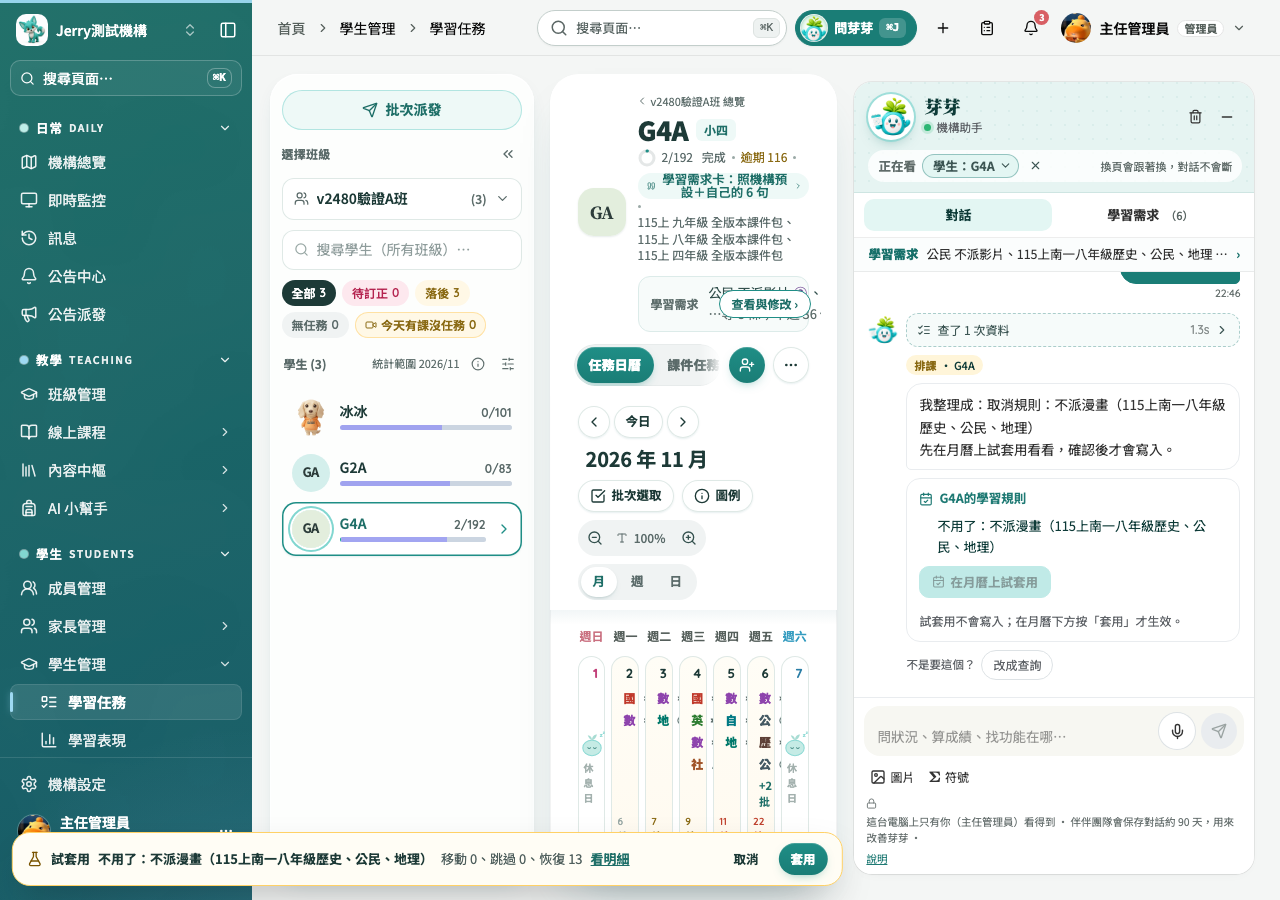 Jerry測試機構
搜尋頁面…
⌘K
日常 DAILY
機構總覽
即時監控
訊息
公告中心
公告派發
教學 TEACHING
班級管理
線上課程
內容中樞
AI 小幫手
學生 STUDENTS
成員管理
家長管理
學生管理
學習任務
學習表現
機構設定
主任管理員
首頁 > 學生管理 > 學習任務
搜尋頁面…
⌘K
問芽芽
⌘J
3
主任管理員
管理員
批次派發
選擇班級
v2480驗證A班
(3)
搜尋學生（所有班級）…
全部 3
待訂正 0
落後 3
無任務 0
今天有課沒任務 0
學生 (3)
統計範圍 2026/11
冰冰
0/101
GA
G2A
0/83
GA
G4A
2/192
v2480驗證A班 總覽
G4A
小四
2/192 完成・逾期 116・
學習需求卡：照機構預設＋自己的 6 句
GA
115上 九年級 全版本課件包、
115上 八年級 全版本課件包、
115上 四年級 全版本課件包
學習需求
查看與修改 ›
任務日曆
課件任務
今日
2026 年 11 月
批次選取
圖例
100%
月
週
日
週日 週一 週二 週三 週四 週五 週六
1 2 3 4 5 6 7
國 數 國 數 數
數 地 英 自 公
數 地 歷
社 公
休息日
+2
批
休息日
6 7 9 11 22
芽芽
機構助手
正在看
學生：G4A
換頁會跟著換，對話不會斷
對話
學習需求 (6)
學習需求 公民 不派影片、115上南一八年級歷史、公民、地理 … ›
22:46
查了 1 次資料
1.3s
排課・G4A
我整理成：取消規則：不派漫畫（115上南一八年級
歷史、公民、地理）
先在月曆上試套用看看，確認後才會寫入。
G4A的學習規則
不用了：不派漫畫（115上南一八年級歷史、公
民、地理）
在月曆上試套用
試套用不會寫入；在月曆下方按「套用」才生效。
不是要這個？
改成查詢
問狀況、算成績、找功能在哪…
圖片
Σ 符號
這台電腦上只有你（主任管理員）看得到・伴伴團隊會保存對話約 90 天，用來
改善芽芽・
說明
試套用 不用了：不派漫畫（115上南一八年級歷史、公民、地理） 移動 0、跳過 0、恢復 13 看明細
取消
套用